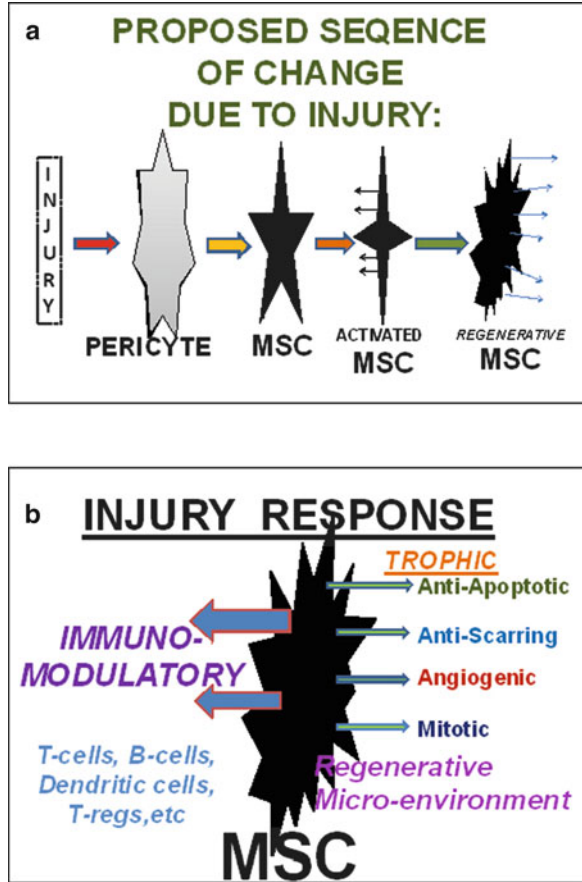 a
PROPOSED SEQENCE
OF CHANGE
DUE TO INJURY:
INJURY
PERICYTE
MSC
ACTIVATED
MSC
REGENERATIVE
MSC
b
INJURY RESPONSE
TROPHIC
Anti-Apoptotic
Anti-Scarring
Angiogenic
Mitotic
IMMUNO-
MODULATORY
T-cells, B-cells,
Dendritic cells,
T-regs,etc
Regenerative
Micro-environment
MSC